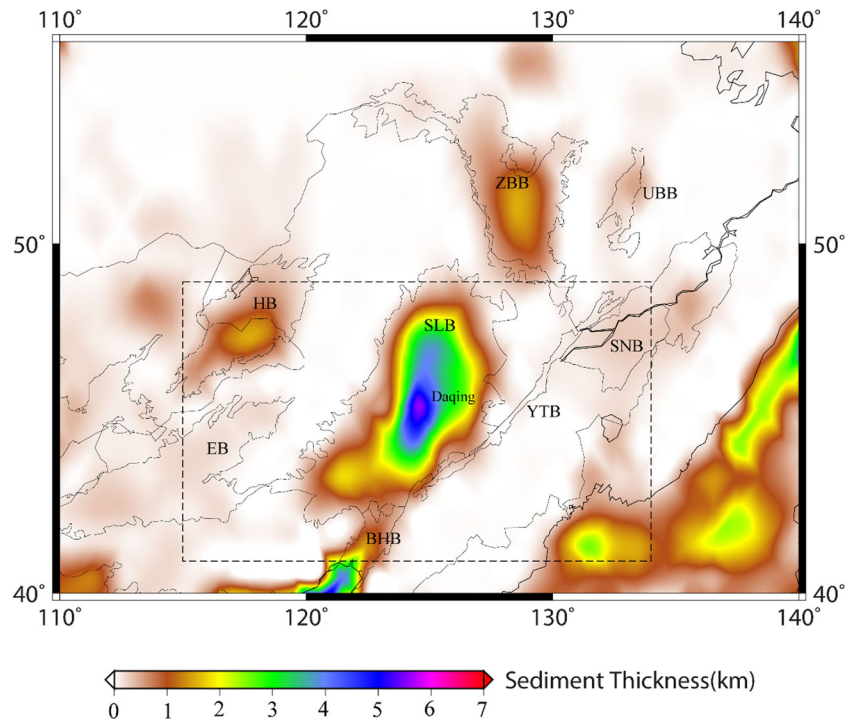 110° 120° 130° 140°
ZBB
UBB
50° 50°
HB
SLB
SNB
Daqing
YTB
EB
BHB
40° 40°
110° 120° 130° 140°
Sediment Thickness(km)
0 1 2 3 4 5 6 7